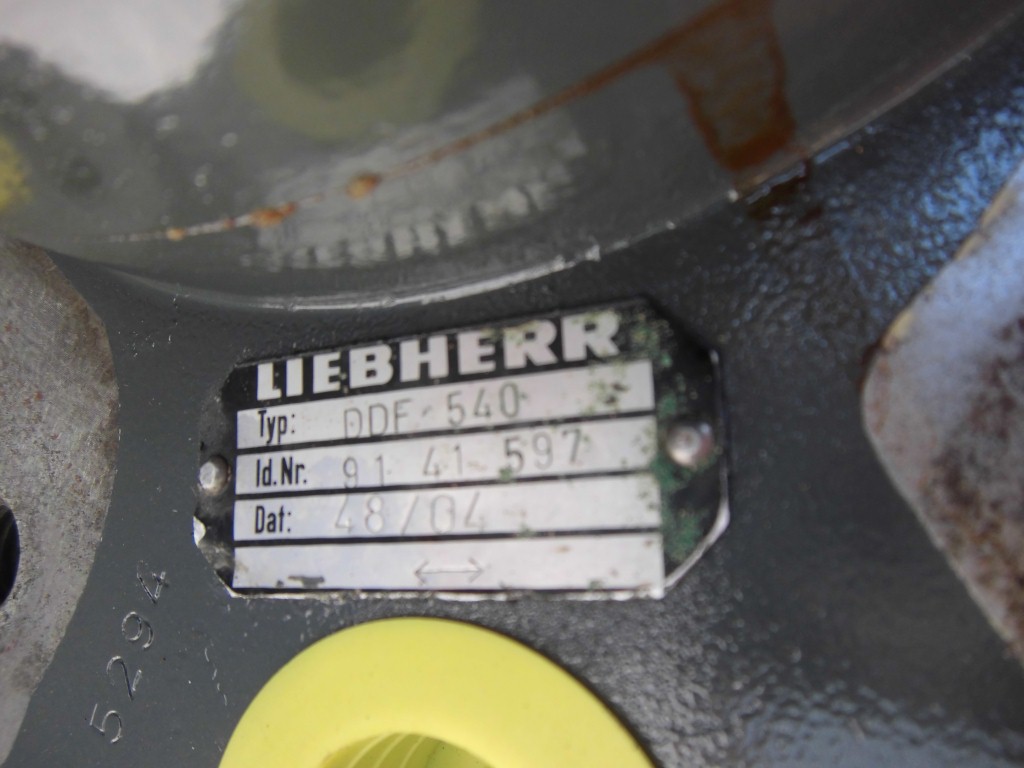 LIEBHERR
Typ: DDF 540
Id.Nr. 91 41 597
Dat: 48/04
5294